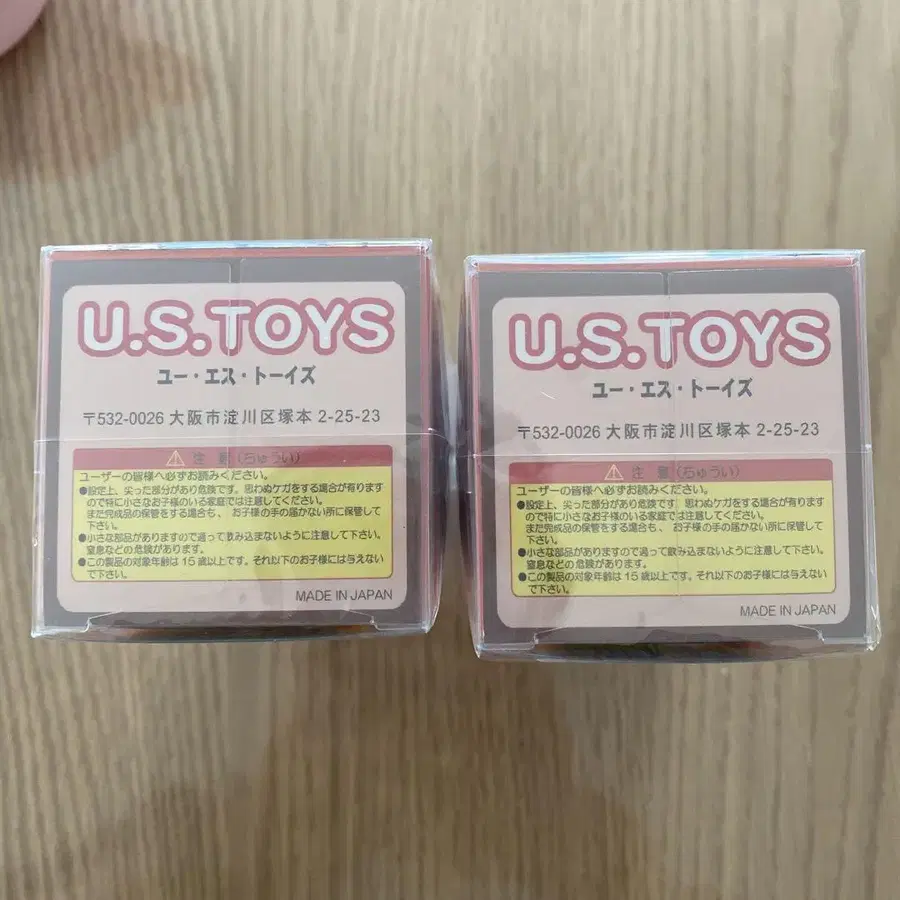 U.S.TOYS
ユー・エス・トーイズ
〒532-0026 大阪市淀川区塚本 2-25-23
注 意（ちゅうい）
ユーザーの皆様へ必ずお読みください。
●設定上、尖った部分があり危険です。思わぬケガをする場合が有りますので特に小さなお子様のいる家庭では注意してください。
また完成品の保管をする場合も、お子様の手の届かない所に保管して下さい。
●小さな部品がありますので過って飲み込まないように注意して下さい。
窒息などの危険があります。
●この製品の対象年齢は 15 歳以上です。それ以下のお子様には与えないで下さい。
MADE IN JAPAN
U.S.TOYS
ユー・エス・トーイズ
〒532-0026 大阪市淀川区塚本 2-25-23
注 意（ちゅうい）
ユーザーの皆様へ必ずお読みください。
●設定上、尖った部分があり危険です 思わぬケガをする場合が有りますので特に小さなお子様のいる家庭では注意してください。
また完成品の保管をする場合も、お子様の手の届かない所に保管して下さい。
●小さな部品がありますので過って飲み込まないように注意して下さい。
窒息などの危険があります。
●この製品の対象年齢は 15 歳以上です。それ以下のお子様には与えないで下さい。
MADE IN JAPAN